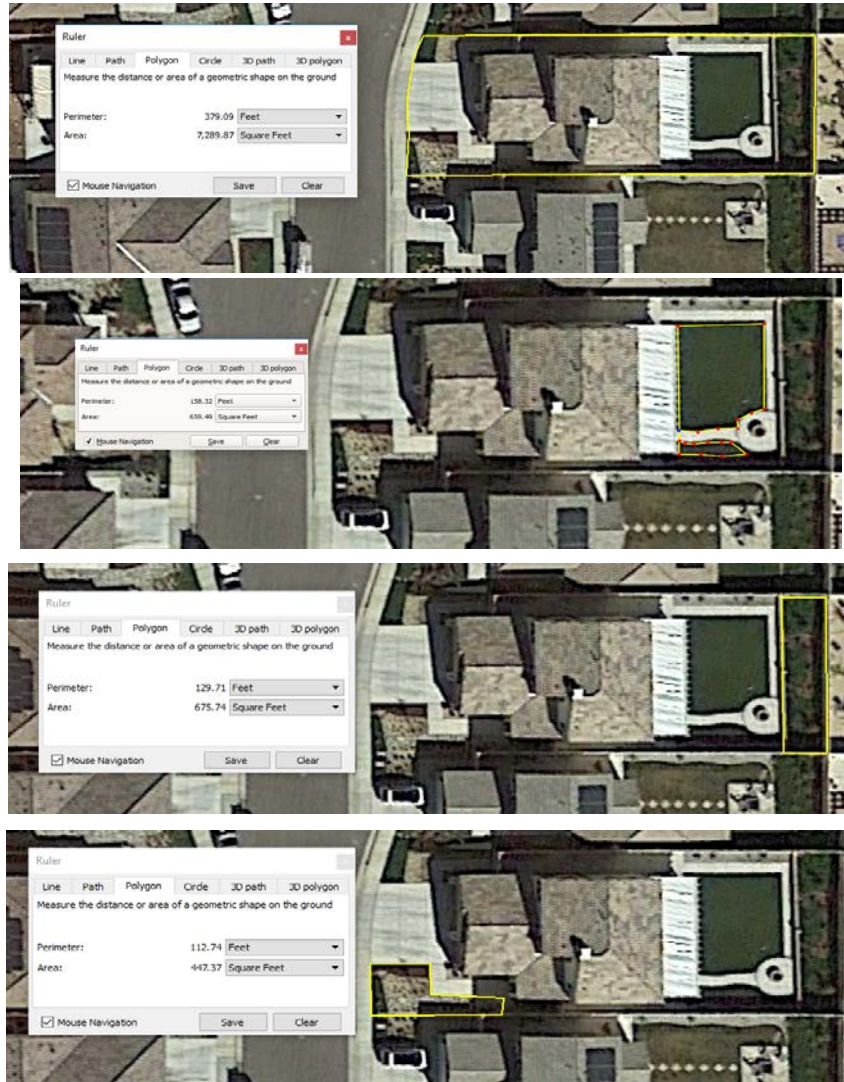 Ruler
Line Path Polygon Circle 3D path 3D polygon
Measure the distance or area of a geometric shape on the ground
Perimeter: 379.09 Feet
Area: 7,289.87 Square Feet
Mouse Navigation Save Clear
Ruler
Line Path Polygon Circle 3D path 3D polygon
Measure the distance or area of a geometric shape on the ground
Perimeter: 158.32 Feet
Area: 659.49 Square Feet
Mouse Navigation Save Clear
Ruler
Line Path Polygon Circle 3D path 3D polygon
Measure the distance or area of a geometric shape on the ground
Perimeter: 129.71 Feet
Area: 675.74 Square Feet
Mouse Navigation Save Clear
Ruler
Line Path Polygon Circle 3D path 3D polygon
Measure the distance or area of a geometric shape on the ground
Perimeter: 112.74 Feet
Area: 447.37 Square Feet
Mouse Navigation Save Clear